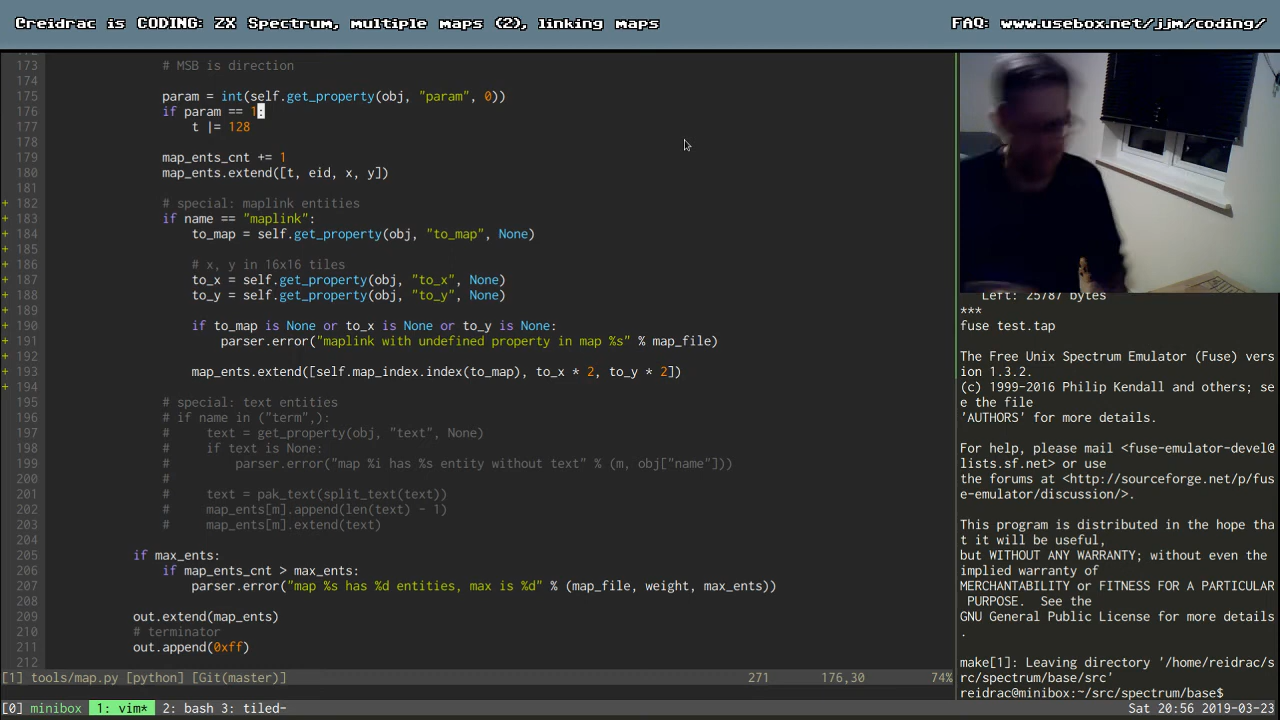 Creidrac is CODING: ZX Spectrum, multiple maps (2), linking maps
FAQ: www.usebox.net/jjm/coding/
173 # MSB is direction
174
175 param = int(self.get_property(obj, "param", 0))
176 if param == 1:
177 t |= 128
178
179 map_ents_cnt += 1
180 map_ents.extend([t, eid, x, y])
181
+ 182 # special: maplink entities
+ 183 if name == "maplink":
+ 184 to_map = self.get_property(obj, "to_map", None)
+ 185
+ 186 # x, y in 16x16 tiles
+ 187 to_x = self.get_property(obj, "to_x", None)
+ 188 to_y = self.get_property(obj, "to_y", None)
+ 189
+ 190 if to_map is None or to_x is None or to_y is None:
+ 191 parser.error("maplink with undefined property in map %s" % map_file)
+ 192
+ 193 map_ents.extend([self.map_index.index(to_map), to_x * 2, to_y * 2])
+ 194
195 # special: text entities
196 # if name in ("term",):
197 # text = get_property(obj, "text", None)
198 # if text is None:
199 # parser.error("map %i has %s entity without text" % (m, obj["name"]))
200 #
201 # text = pak_text(split_text(text))
202 # map_ents[m].append(len(text) - 1)
203 # map_ents[m].extend(text)
204
205 if max_ents:
206 if map_ents_cnt > max_ents:
207 parser.error("map %s has %d entities, max is %d" % (map_file, weight, max_ents))
208
209 out.extend(map_ents)
210 # terminator
211 out.append(0xff)
212
[1] tools/map.py [python] [Git(master)] 271 176,30 74%
Left: 25787 bytes
***
fuse test.tap

The Free Unix Spectrum Emulator (Fuse) vers
ion 1.3.2.
(c) 1999-2016 Philip Kendall and others; se
e the file
'AUTHORS' for more details.

For help, please mail <fuse-emulator-devel@
lists.sf.net> or use
the forums at <http://sourceforge.net/p/fus
e-emulator/discussion/>.

This program is distributed in the hope tha
t it will be useful,
but WITHOUT ANY WARRANTY; without even the
implied warranty of
MERCHANTABILITY or FITNESS FOR A PARTICULAR
PURPOSE. See the
GNU General Public License for more details
.

make[1]: Leaving directory '/home/reidrac/s
rc/spectrum/base/src'
reidrac@minibox:~/src/spectrum/base$
[0] minibox 1: vim* 2: bash 3: tiled- Sat 20:56 2019-03-23